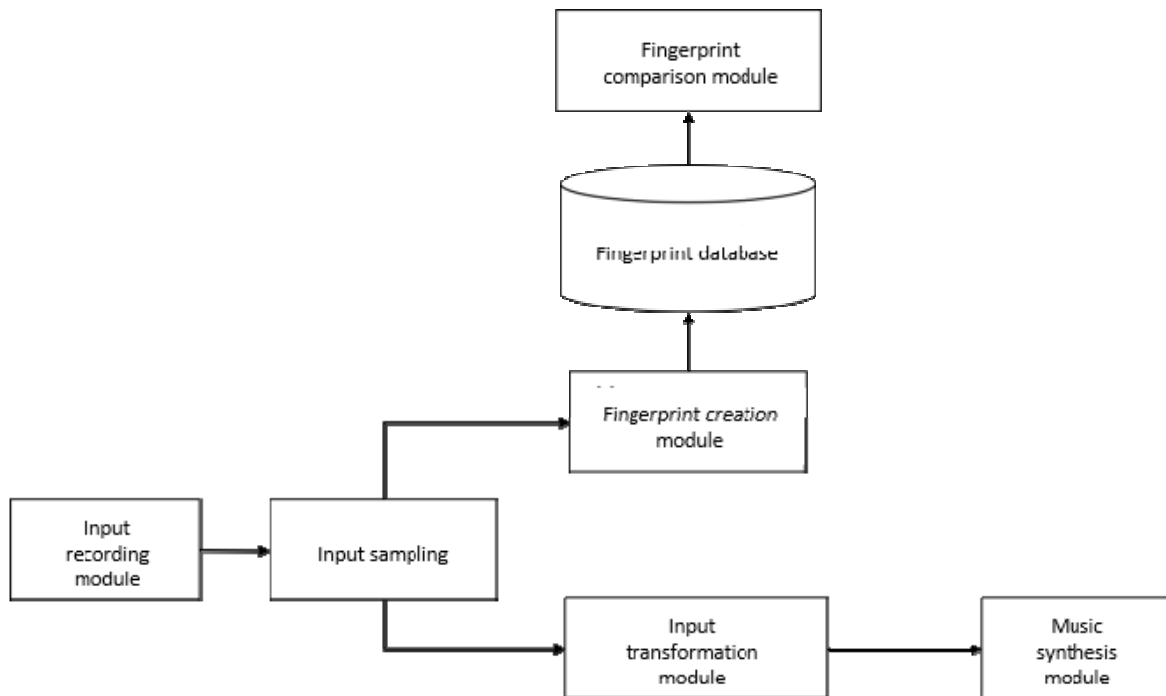 Fingerprint
comparison module
Fingerprint database
Fingerprint creation
module
Input
recording
module
Input sampling
Input
transformation
module
Music
synthesis
module